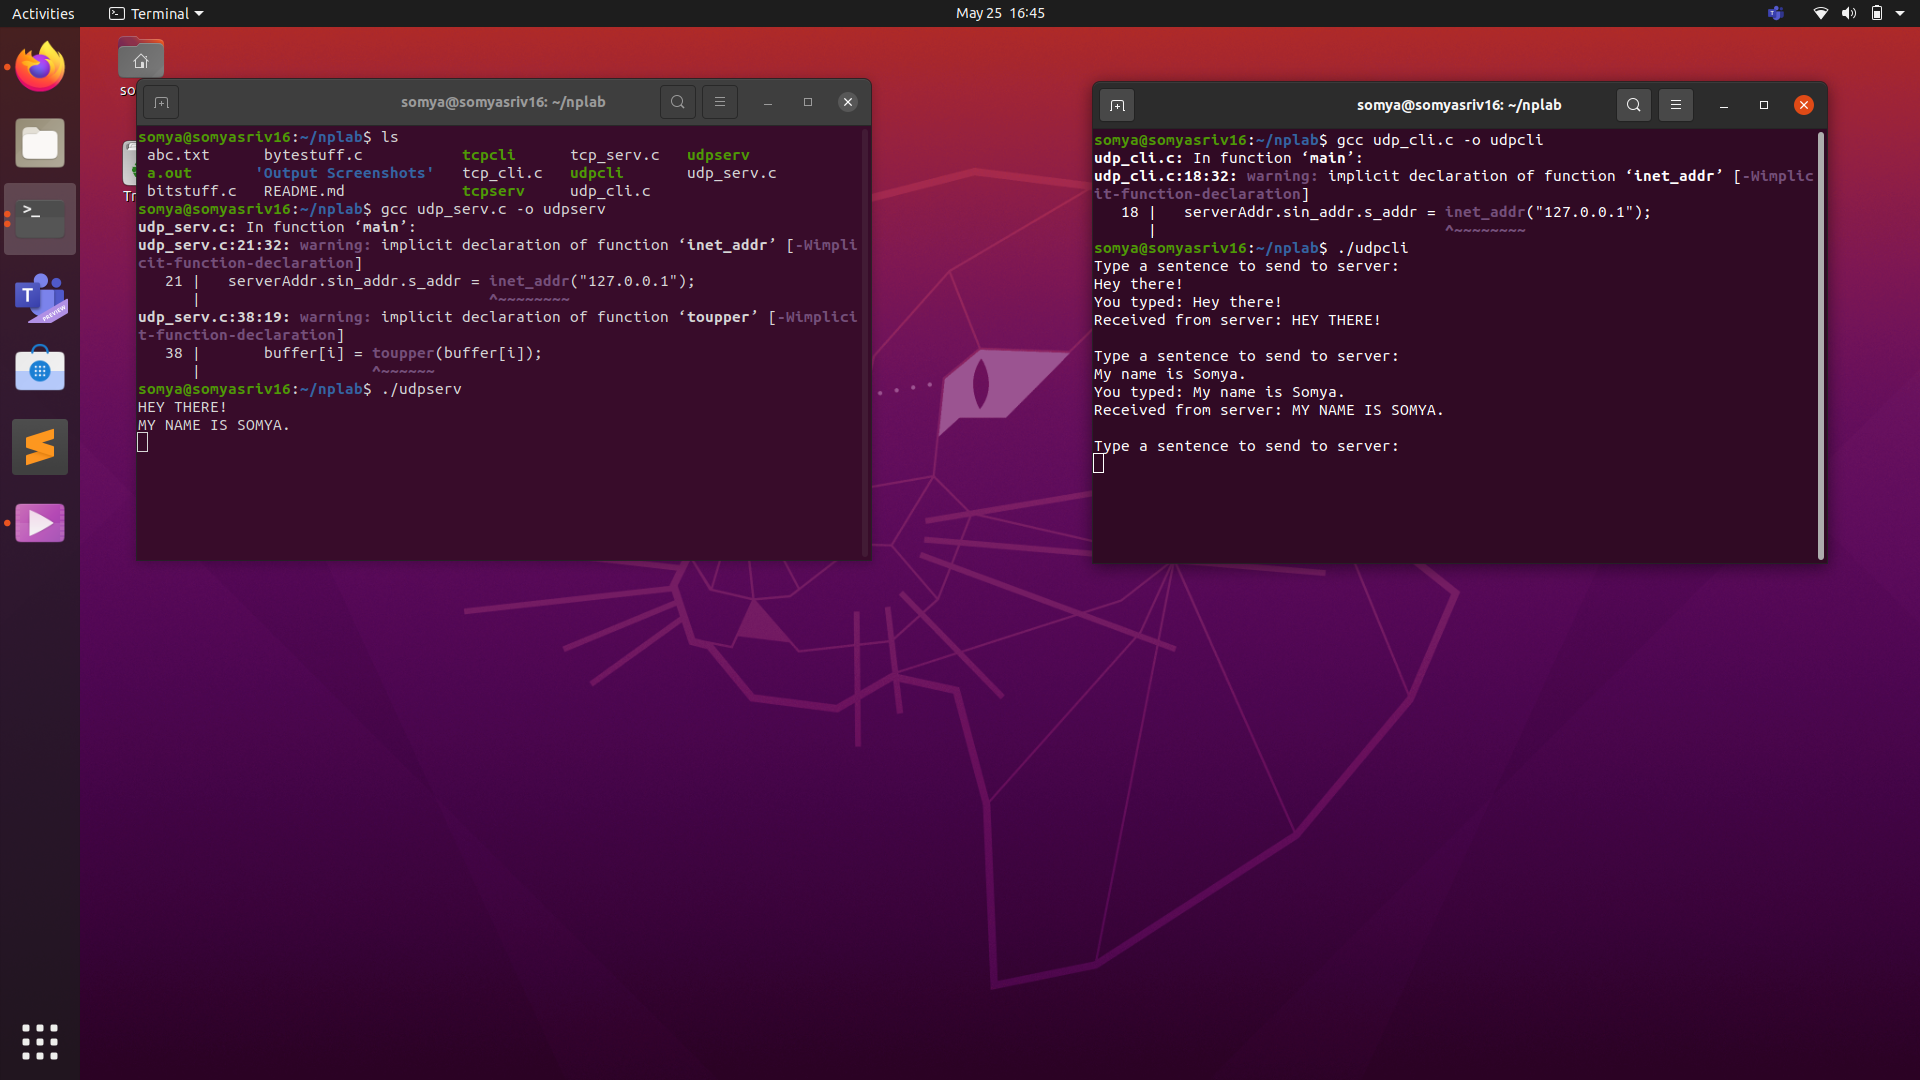 Activities
Terminal
May 25  16:45
so
Tr
PREVIEW
somya@somyasriv16: ~/nplab
somya@somyasriv16:~/nplab$ ls
abc.txt      bytestuff.c           tcpcli      tcp_serv.c   udpserv
a.out       'Output Screenshots'   tcp_cli.c   udpcli       udp_serv.c
bitstuff.c   README.md             tcpserv     udp_cli.c
somya@somyasriv16:~/nplab$ gcc udp_serv.c -o udpserv
udp_serv.c: In function ‘main’:
udp_serv.c:21:32: warning: implicit declaration of function ‘inet_addr’ [-Wimpli
cit-function-declaration]
   21 |   serverAddr.sin_addr.s_addr = inet_addr("127.0.0.1");
      |                                ^~~~~~~~~
udp_serv.c:38:19: warning: implicit declaration of function ‘toupper’ [-Wimplici
t-function-declaration]
   38 |       buffer[i] = toupper(buffer[i]);
      |                   ^~~~~~~
somya@somyasriv16:~/nplab$ ./udpserv
HEY THERE!
MY NAME IS SOMYA.
somya@somyasriv16: ~/nplab
somya@somyasriv16:~/nplab$ gcc udp_cli.c -o udpcli
udp_cli.c: In function ‘main’:
udp_cli.c:18:32: warning: implicit declaration of function ‘inet_addr’ [-Wimplic
it-function-declaration]
   18 |   serverAddr.sin_addr.s_addr = inet_addr("127.0.0.1");
      |                                ^~~~~~~~~
somya@somyasriv16:~/nplab$ ./udpcli
Type a sentence to send to server:
Hey there!
You typed: Hey there!
Received from server: HEY THERE!
Type a sentence to send to server:
My name is Somya.
You typed: My name is Somya.
Received from server: MY NAME IS SOMYA.
Type a sentence to send to server: